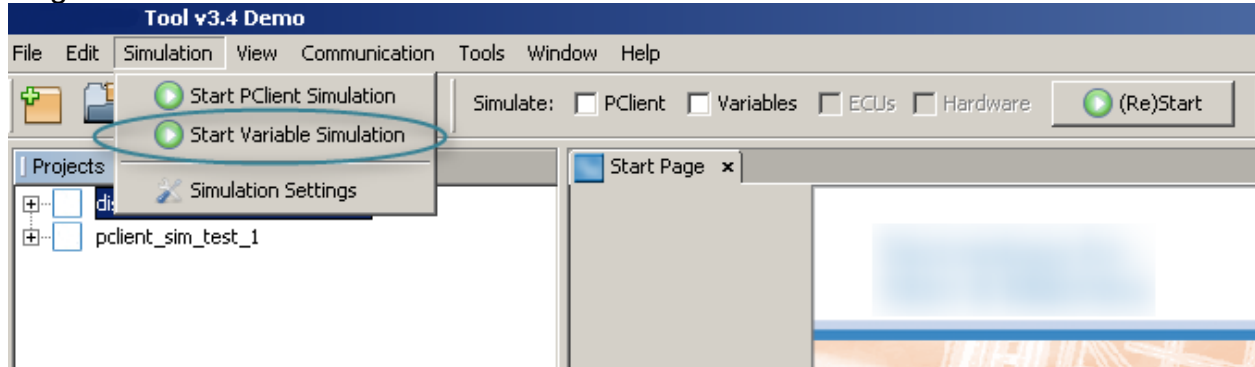 Tool v3.4 Demo
File Edit Simulation View Communication Tools Window Help
Start PClient Simulation
Start Variable Simulation
Simulation Settings
Simulate: PClient Variables ECUs Hardware (Re)Start
Projects
Start Page x
pclient_sim_test_1